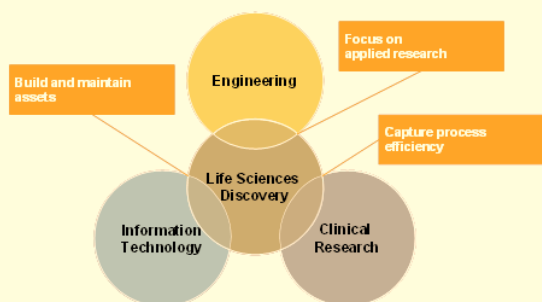 Focus on
applied research
Engineering
Build and maintain
assets
Capture process
efficiency
Life Sciences
Discovery
Information
Technology
Clinical
Research